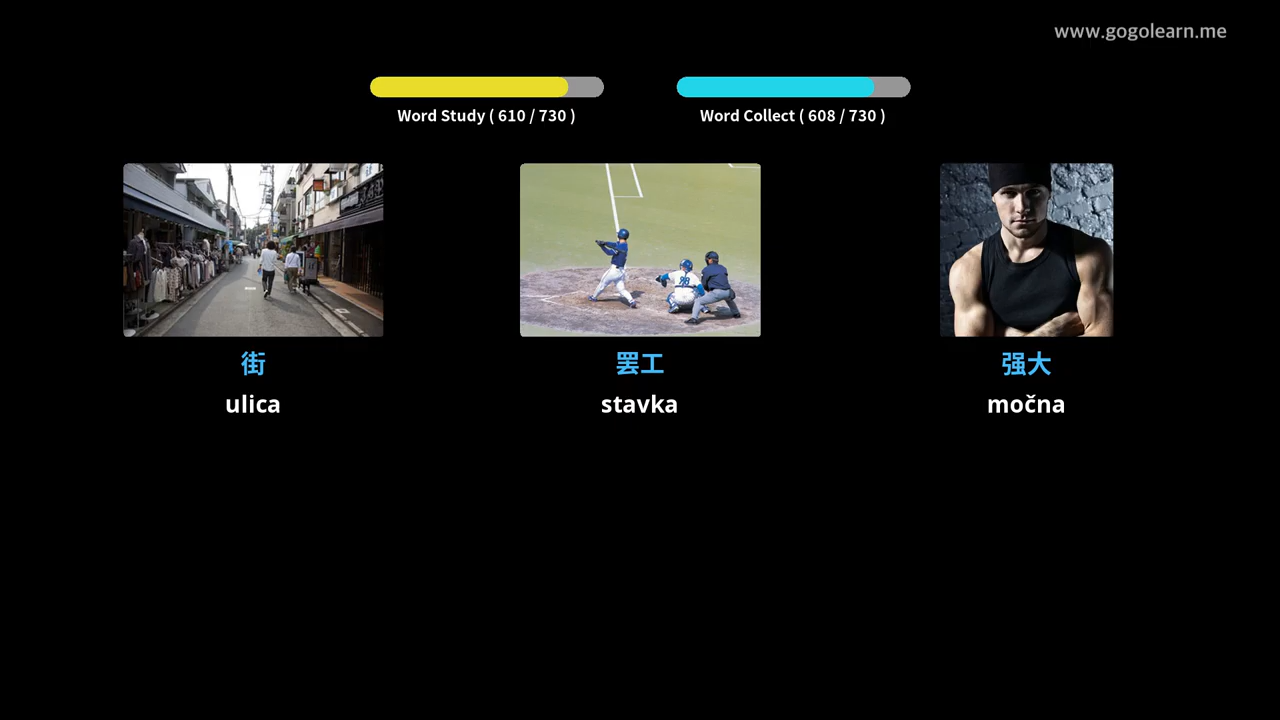 www.gogolearn.me
Word Study ( 610 / 730 )
Word Collect ( 608 / 730 )
街
ulica
罢工
stavka
强大
močna